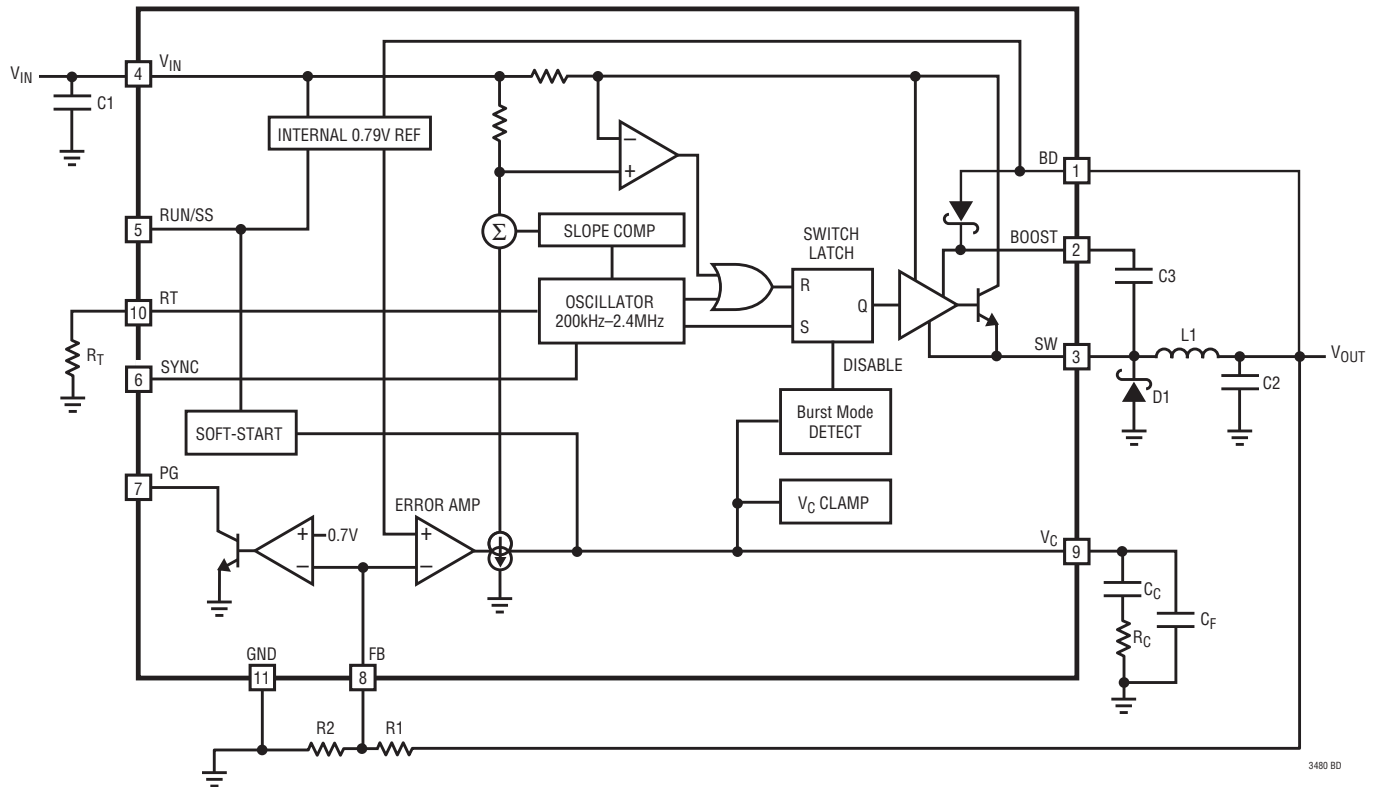 VIN
C1
4
VIN
INTERNAL 0.79V REF
–
+
BD
1
5
RUN/SS
Σ
SLOPE COMP
SWITCH
LATCH
BOOST
2
C3
10
RT
OSCILLATOR
200kHz–2.4MHz
R
Q
S
SW
3
L1
VOUT
RT
6
SYNC
DISABLE
D1
C2
SOFT-START
Burst Mode
DETECT
7
PG
ERROR AMP
VC CLAMP
+
0.7V
–
+
–
VC
9
CC
RC
CF
GND
11
FB
8
R2
R1
3480 BD